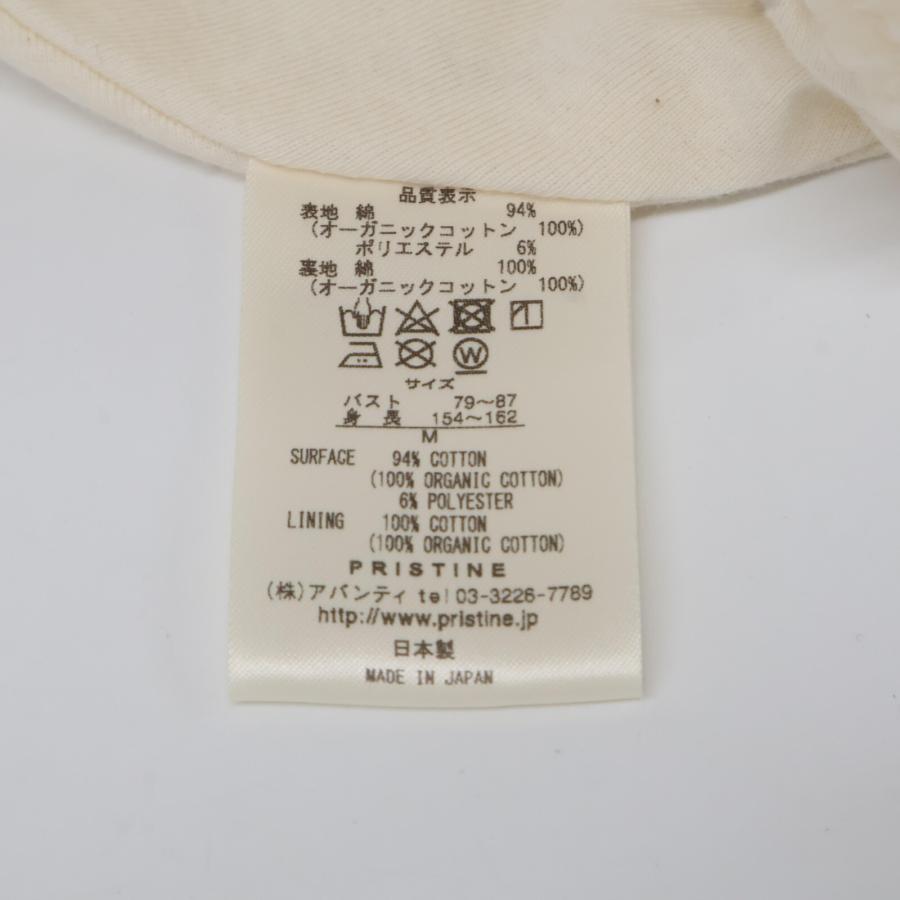 品質表示
表地 綿 94%
(オーガニックコットン 100%)
ポリエステル 6%
裏地 綿 100%
(オーガニックコットン 100%)
W
サイズ
バスト 79〜87
身長 154〜162
M
SURFACE 94% COTTON
(100% ORGANIC COTTON)
6% POLYESTER
LINING 100% COTTON
(100% ORGANIC COTTON)
PRISTINE
(株)アバンティ tel 03-3226-7789
http://www.pristine.jp
日本製
MADE IN JAPAN